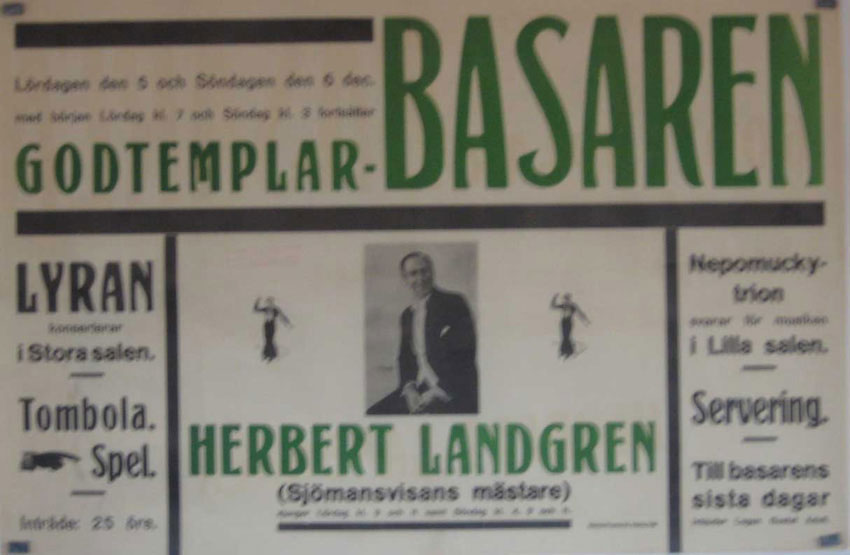 Lördagen den 5 och Söndagen den 6 dec.
med början Lördag kl. 7 och Söndag kl. 3 fortsätter
GODTEMPLAR-BASAREN
LYRAN
konserterar
i Stora salen.
Tombola.
Spel.
Inträde: 25 öre.
HERBERT LANDGREN
(Sjömansvisans mästare)
Nepomucky-
trion
svarar för musiken
i Lilla salen.
Servering.
Till basarens
sista dagar